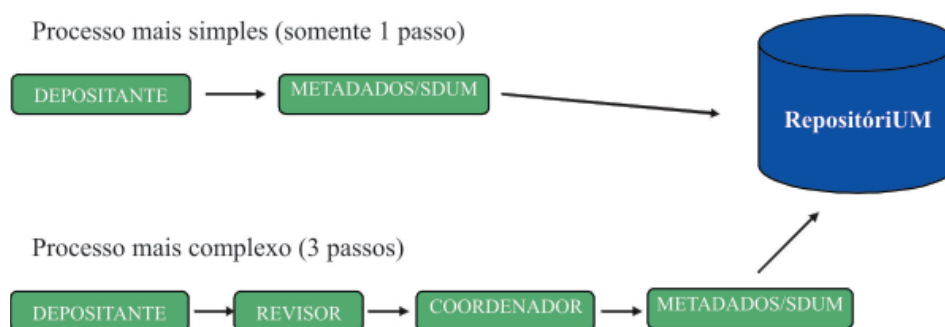 Processo mais simples (somente 1 passo)
DEPOSITANTE
METADADOS/SDUM
RepositóriUM
Processo mais complexo (3 passos)
DEPOSITANTE
REVISOR
COORDENADOR
METADADOS/SDUM